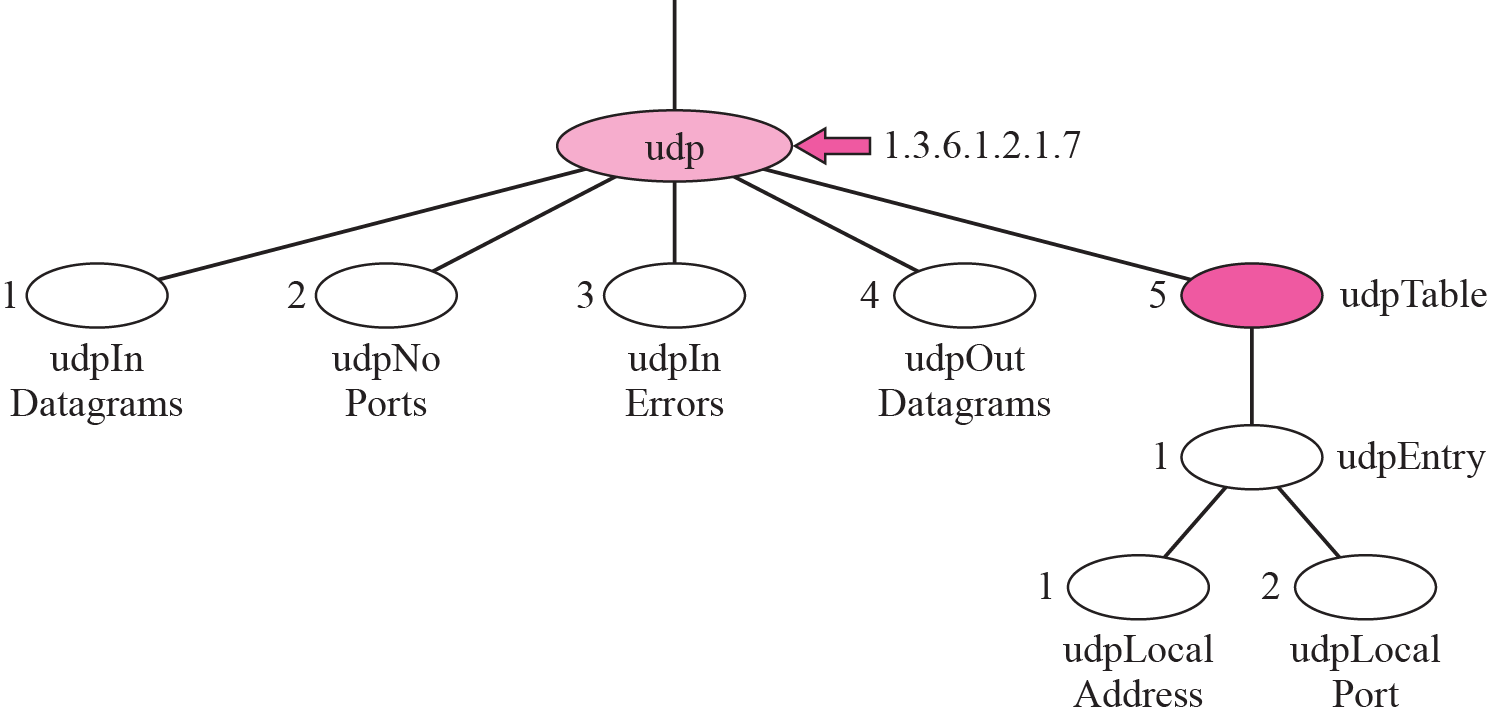 udp
1.3.6.1.2.1.7
1
2
3
4
5
udpTable
udpIn
Datagrams
udpNo
Ports
udpIn
Errors
udpOut
Datagrams
1
udpEntry
1
2
udpLocal
Address
udpLocal
Port